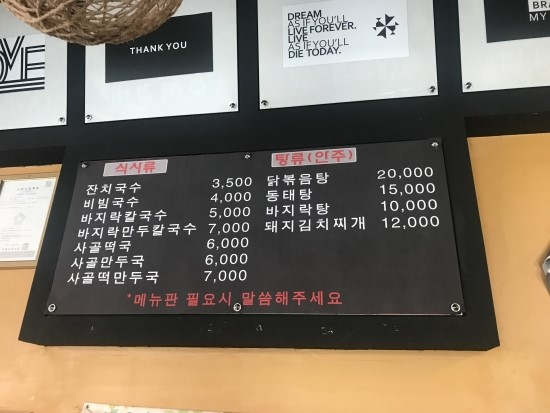 LOVE
THANK YOU
DREAM
AS IF YOU'LL
LIVE FOREVER.
LIVE
AS IF YOU'LL
DIE TODAY.
BRA
MY
식사류
잔치국수 3,500
비빔국수 4,000
바지락칼국수 5,000
바지락만두칼국수 7,000
사골떡국 6,000
사골만두국 6,000
사골떡만두국 7,000
탕류(안주)
닭볶음탕 20,000
동태탕 15,000
바지락탕 10,000
돼지김치찌개 12,000
*메뉴판 필요시 말씀해주세요